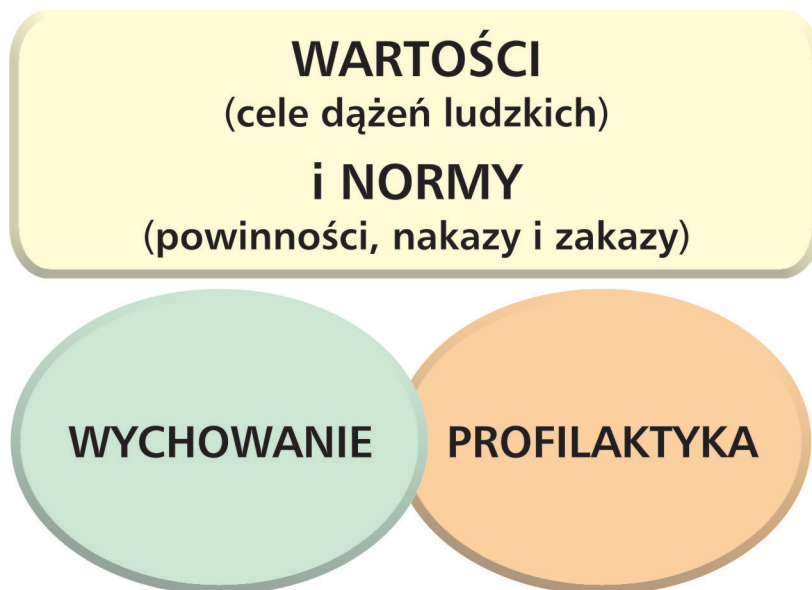 WARTOŚCI
(cele dążeń ludzkich)
i NORMY
(powinności, nakazy i zakazy)
WYCHOWANIE
PROFILAKTYKA